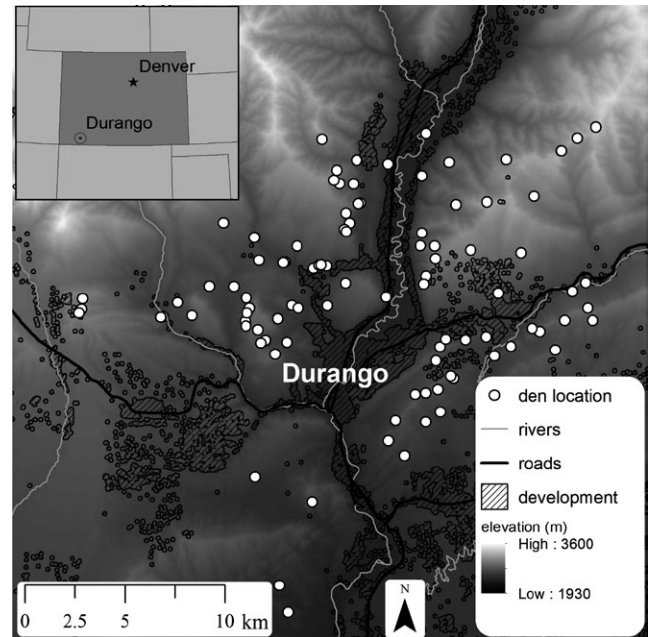 Denver
Durango
Durango
den location
rivers
roads
development
elevation (m)
High : 3600
Low : 1930
N
0 2.5 5 10
km